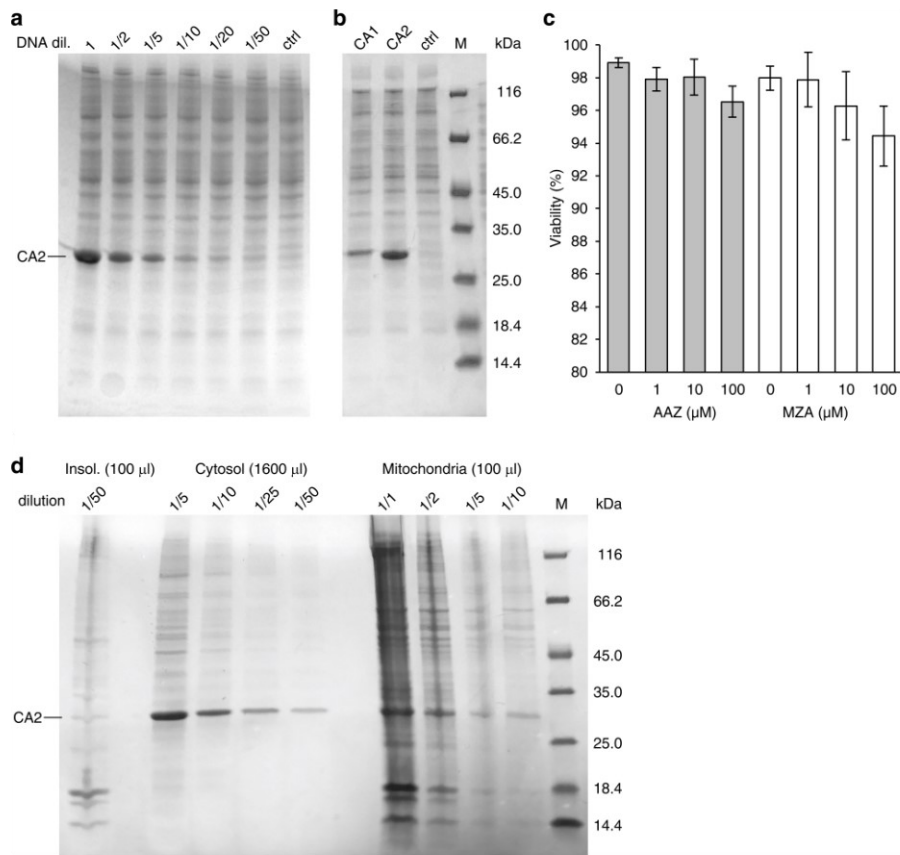 a
DNA dil. 1 1/2 1/5 1/10 1/20 1/50 ctrl
CA2
b
CA1 CA2 ctrl M kDa
116
66.2
45.0
35.0
25.0
18.4
14.4
c
100
98
96
94
92
90
88
86
84
82
80
Viability (%)
0 1 10 100 0 1 10 100
AAZ (µM) MZA (µM)
d
Insol. (100 µl) Cytosol (1600 µl) Mitochondria (100 µl)
dilution 1/50 1/5 1/10 1/25 1/50 1/1 1/2 1/5 1/10 M kDa
116
66.2
45.0
35.0
CA2
25.0
18.4
14.4